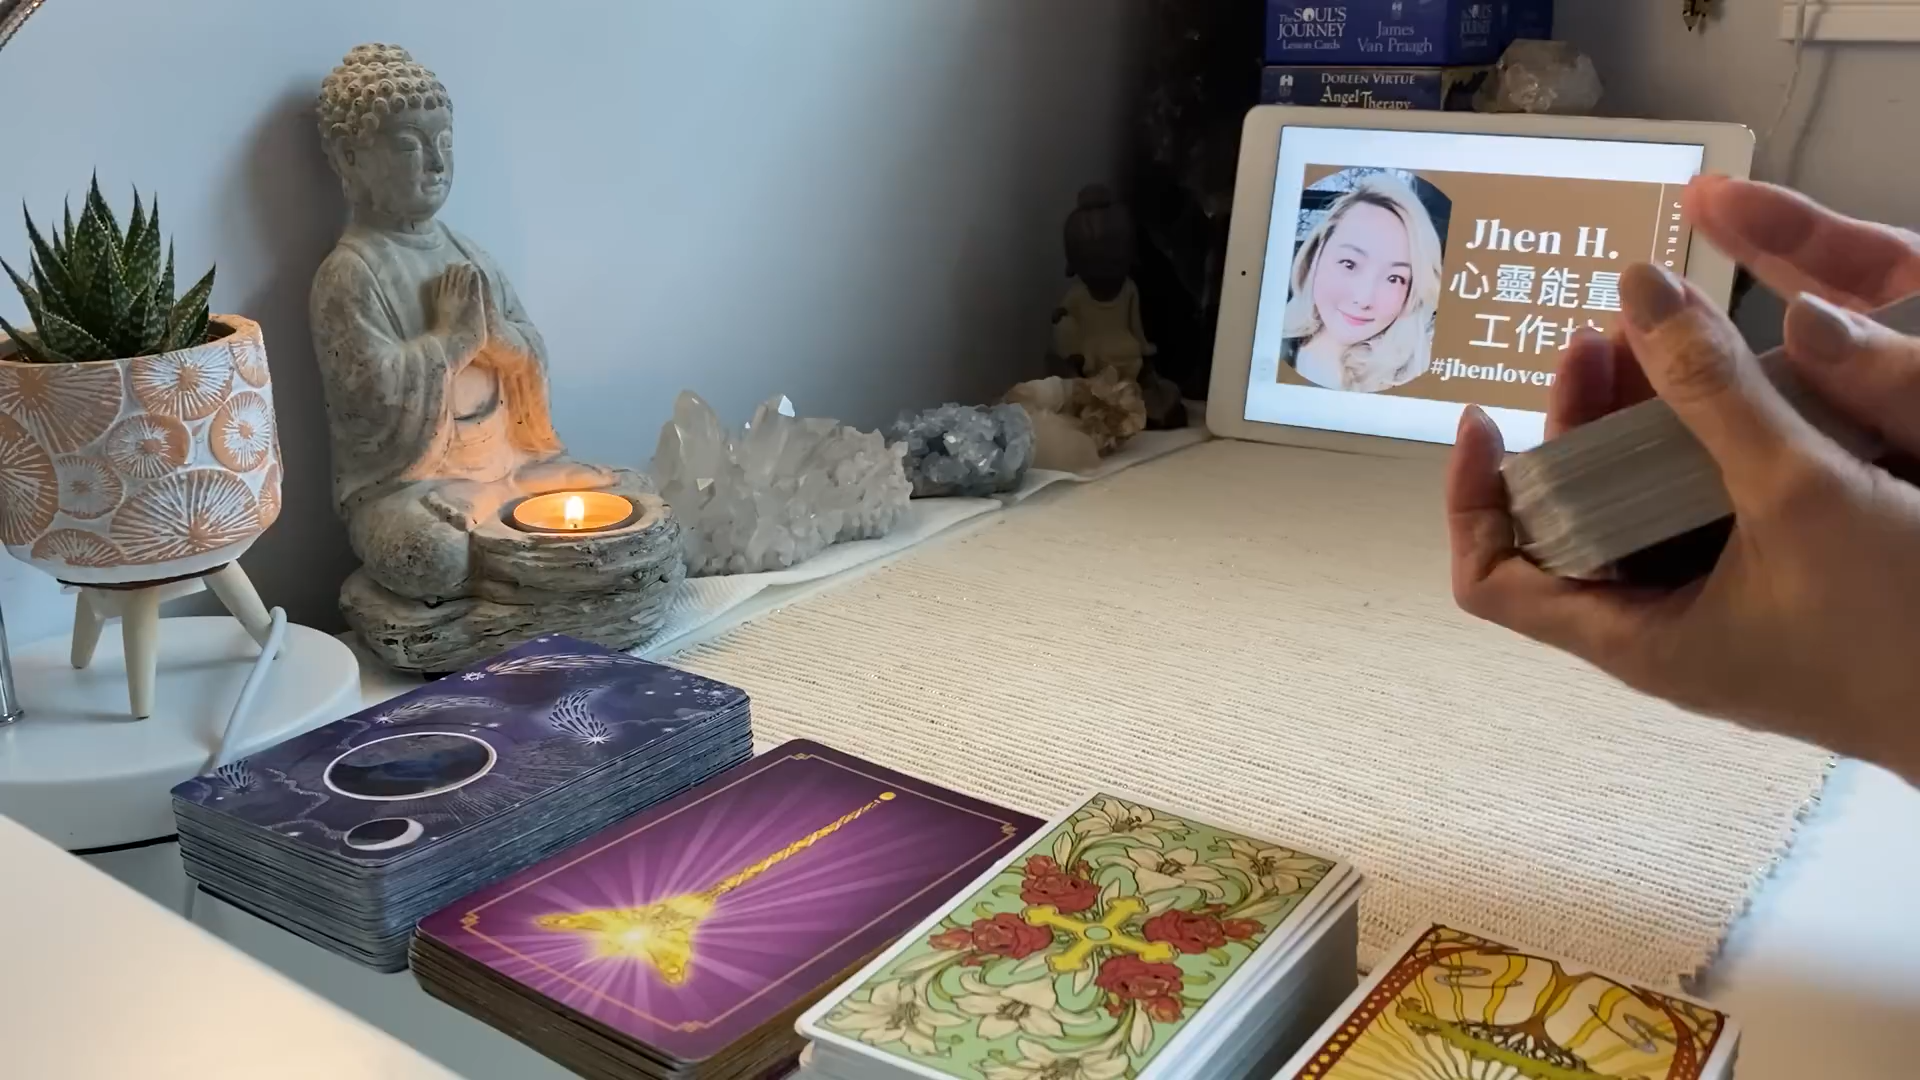 The SOUL'S
JOURNEY
Lesson Cards
James
Van Praagh
DOREEN VIRTUE
Angel Therapy
Jhen H.
心靈能量
工作
#jhenlove